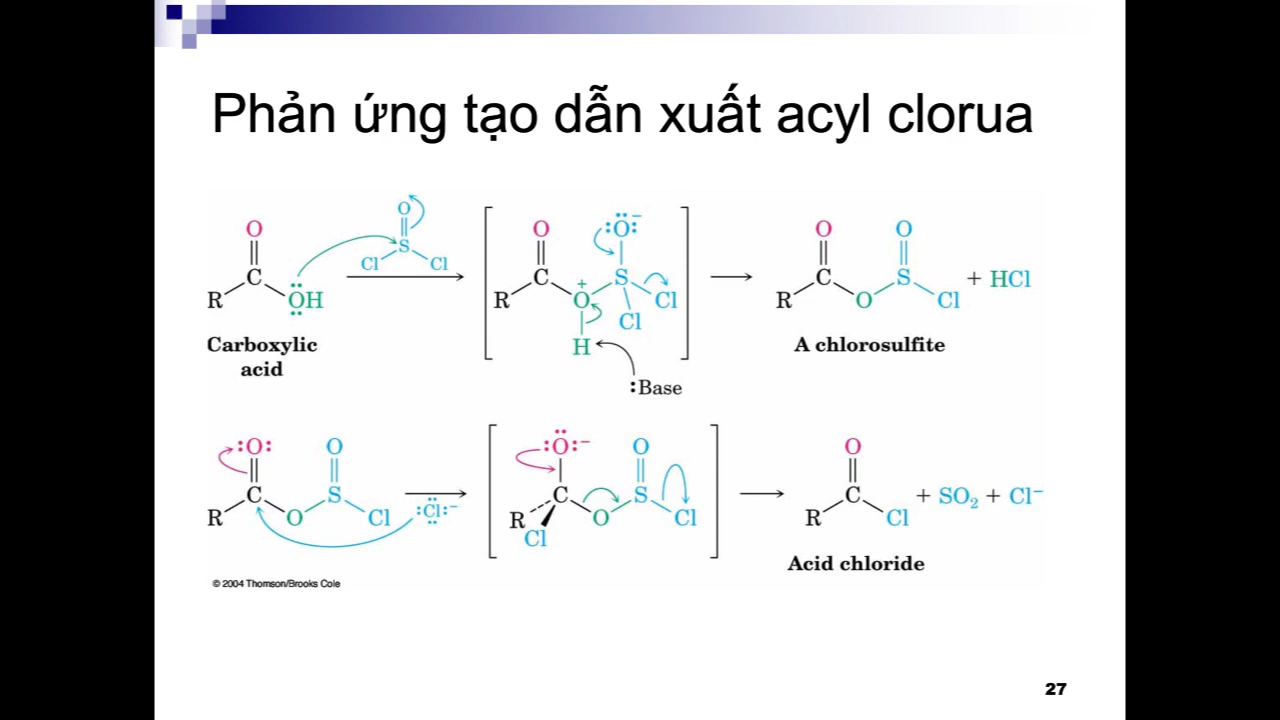 Phản ứng tạo dẫn xuất acyl clorua
O
C
R
ÖH
Carboxylic
acid
O
S
Cl
Cl
O
C
R
+
O
H
:Ö:−
S
Cl
Cl
:Base
O
C
R
O
O
S
Cl
+ HCl
A chlorosulfite
:O:
C
R
O
O
S
Cl
:Cl:−
:Ö:−
C
R
Cl
O
O
S
Cl
O
C
R
Cl
+ SO₂ + Cl−
Acid chloride
© 2004 Thomson/Brooks Cole
27